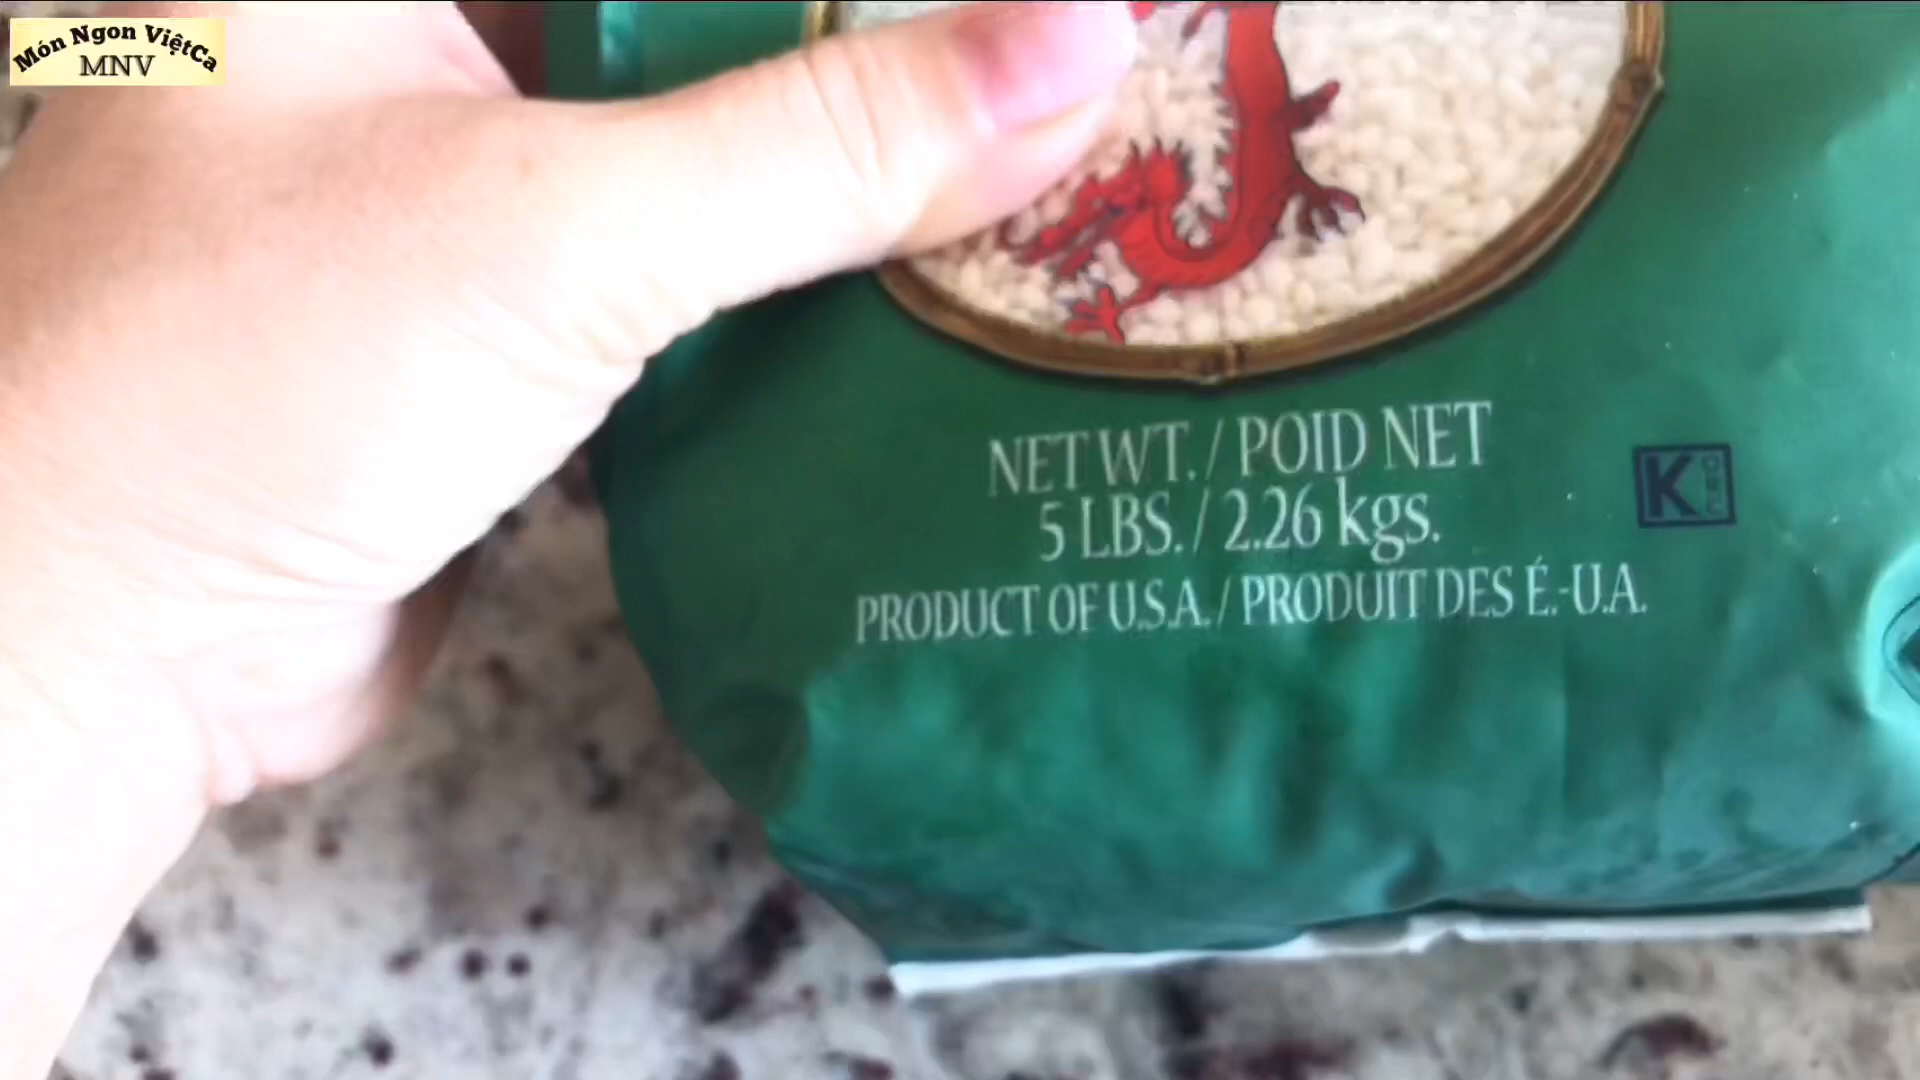 Món Ngon ViệtCa
MNV
NET WT. / POID NET
5 LBS. / 2.26 kgs.
K
PRODUCT OF U.S.A. / PRODUIT DES É.-U.A.